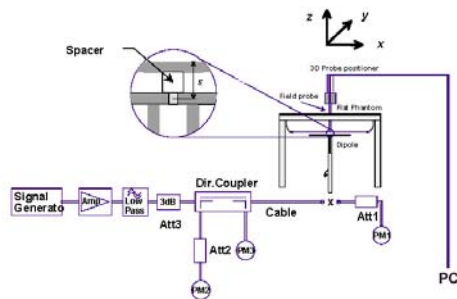 z
y
x
Spacer
s
3D Probe positioner
Field probe
Flat Phantom
Dipole
Signal
Generato
Amp
Low
Pass
3dB
Att3
Dir.Coupler
Cable
x
Att1
PM1
Att2
PM3
PM2
PC